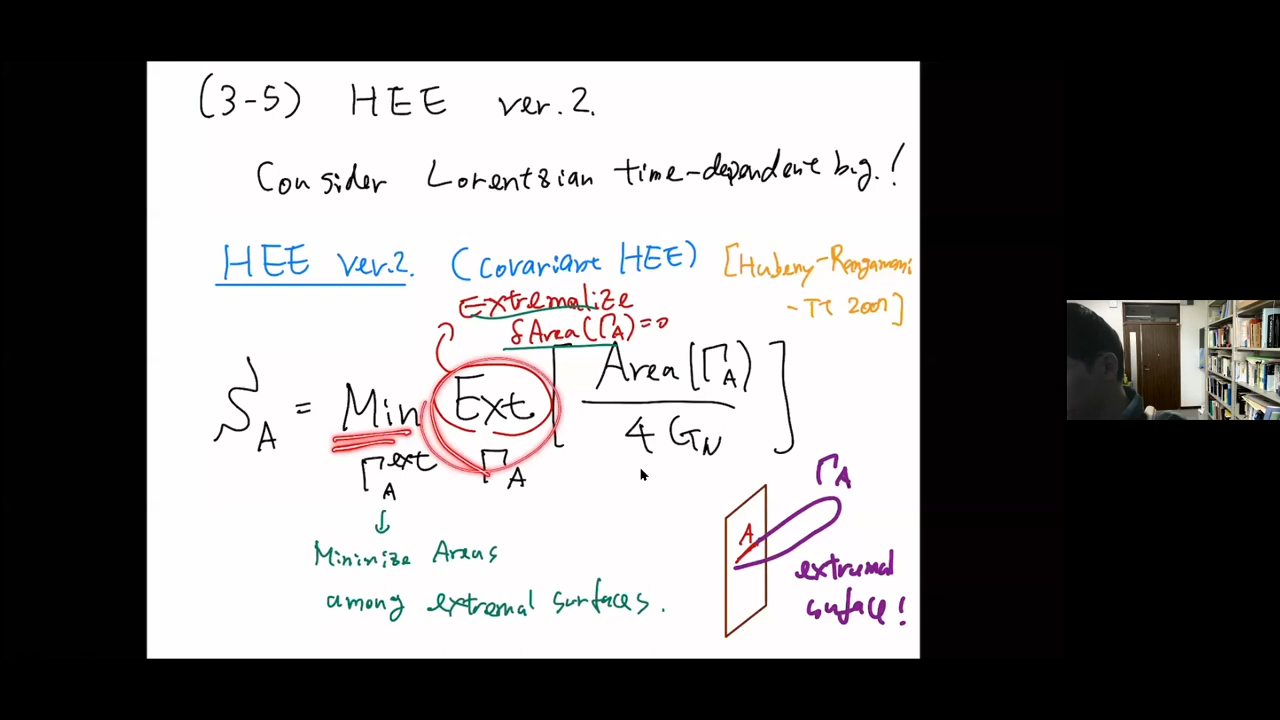 (3-5) HEE ver.2.
Consider Lorentzian time-dependent b.g.!
HEE ver.2. (Covariant HEE) [Hubeny-Rangamani
-TT 2007]
Extremalize
δArea(Γ_A)=0
S_A = Min Ext [ Area(Γ_A) / 4 G_N ]
Γ_A^ext Γ_A
↓
Minimize Areas
among extremal surfaces.
Γ_A
A
extremal
surface!